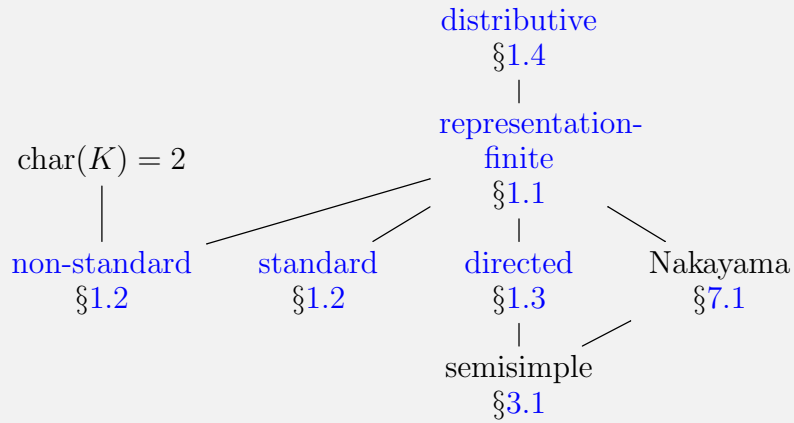 distributive
§1.4
representation-
finite
§1.1
char(K) = 2
non-standard
§1.2
standard
§1.2
directed
§1.3
Nakayama
§7.1
semisimple
§3.1